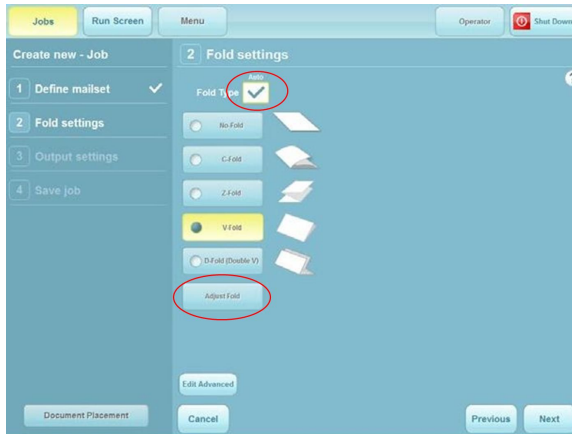 Jobs
Run Screen
Menu
Operator
Shut Down
Create new - Job
2 Fold settings
1 Define mailset
Auto
Fold Type
2 Fold settings
No-Fold
3 Output settings
C-Fold
4 Save job
Z-Fold
V-Fold
D-Fold (Double V)
Adjust Fold
Edit Advanced
Document Placement
Cancel
Previous
Next